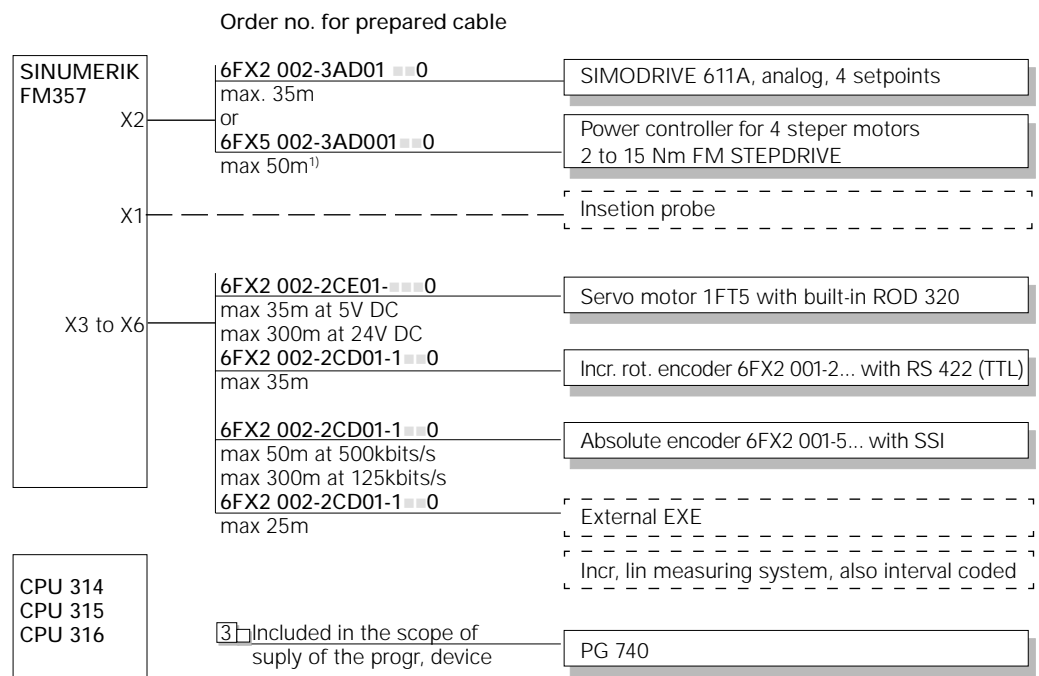 Order no. for prepared cable
SINUMERIK
FM357
X2
6FX2 002-3AD01 ■■0
max. 35m
or
6FX5 002-3AD001■■0
max 50m¹⁾
SIMODRIVE 611A, analog, 4 setpoints
Power controller for 4 steper motors
2 to 15 Nm FM STEPDRIVE
X1
Insetion probe
X3 to X6
6FX2 002-2CE01-■■■0
max 35m at 5V DC
max 300m at 24V DC
Servo motor 1FT5 with built-in ROD 320
6FX2 002-2CD01-1■■0
max 35m
Incr. rot. encoder 6FX2 001-2... with RS 422 (TTL)
6FX2 002-2CD01-1■■0
max 50m at 500kbits/s
max 300m at 125kbits/s
Absolute encoder 6FX2 001-5... with SSI
6FX2 002-2CD01-1■■0
max 25m
External EXE
Incr, lin measuring system, also interval coded
CPU 314
CPU 315
CPU 316
3 Included in the scope of
suply of the progr, device
PG 740